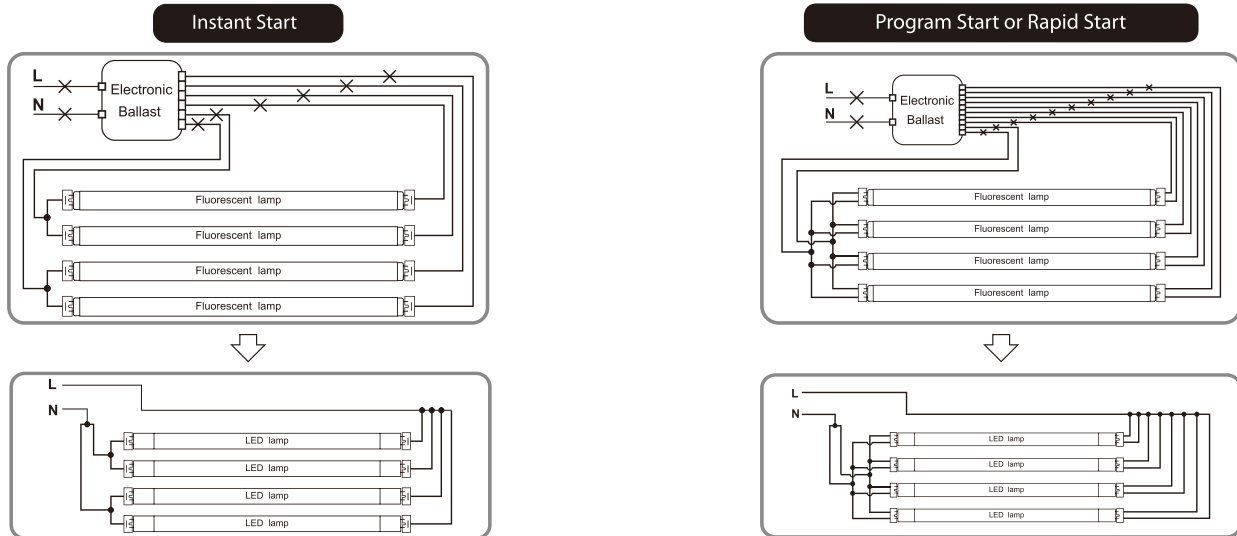 Instant Start
L
N
Electronic
Ballast
Fluorescent lamp
Fluorescent lamp
Fluorescent lamp
Fluorescent lamp
L
N
LED lamp
LED lamp
LED lamp
LED lamp
Program Start or Rapid Start
L
N
Electronic
Ballast
Fluorescent lamp
Fluorescent lamp
Fluorescent lamp
Fluorescent lamp
L
N
LED lamp
LED lamp
LED lamp
LED lamp